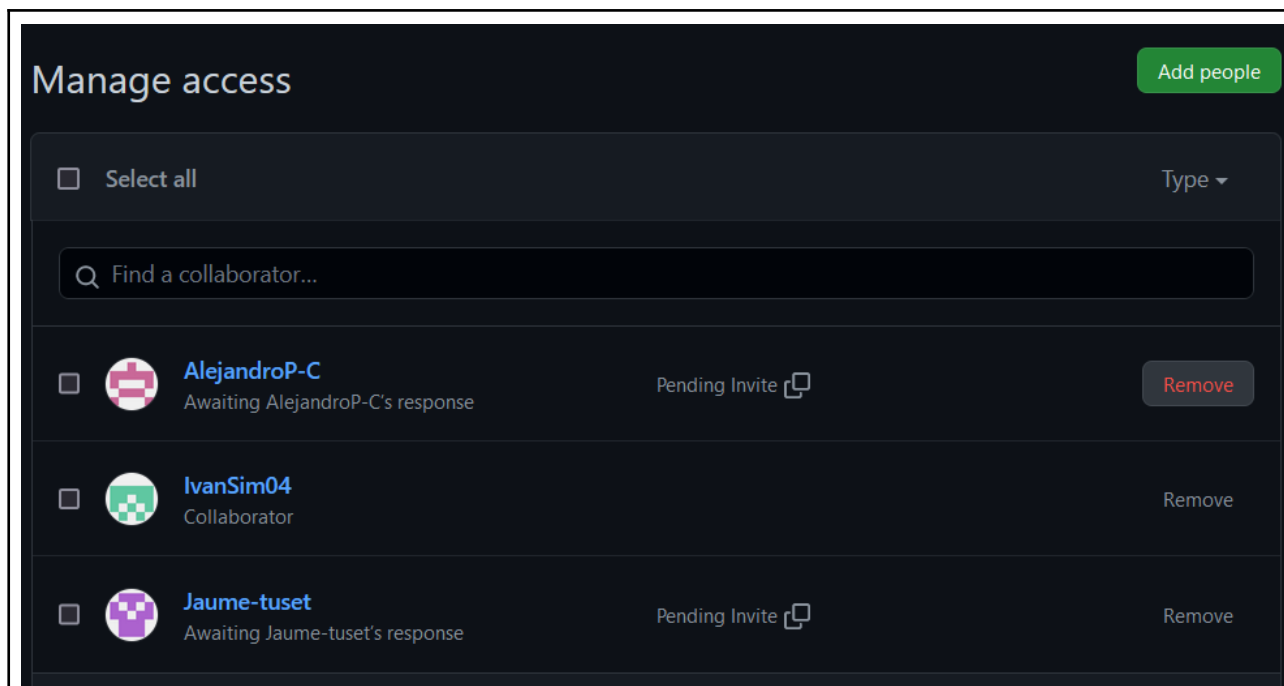 Manage access
Add people
Select all
Type
Find a collaborator...
AlejandroP-C
Awaiting AlejandroP-C's response
Pending Invite
Remove
IvanSim04
Collaborator
Remove
Jaume-tuset
Awaiting Jaume-tuset's response
Pending Invite
Remove